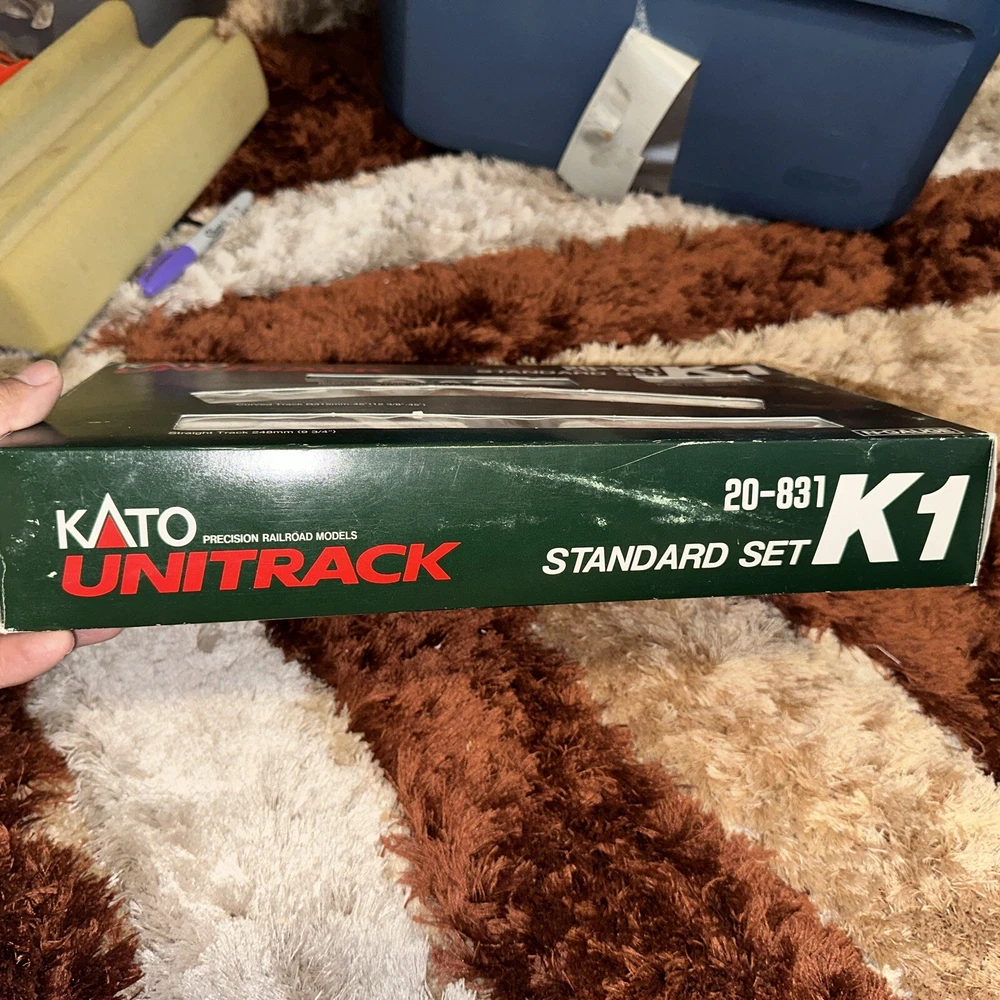 STANDARD SET K1
Curved Track R315mm-45° (12 3/8"-45°)
Straight Track 248mm (9 3/4")
KATO PRECISION RAILROAD MODELS
UNITRACK
20-831
STANDARD SET K1